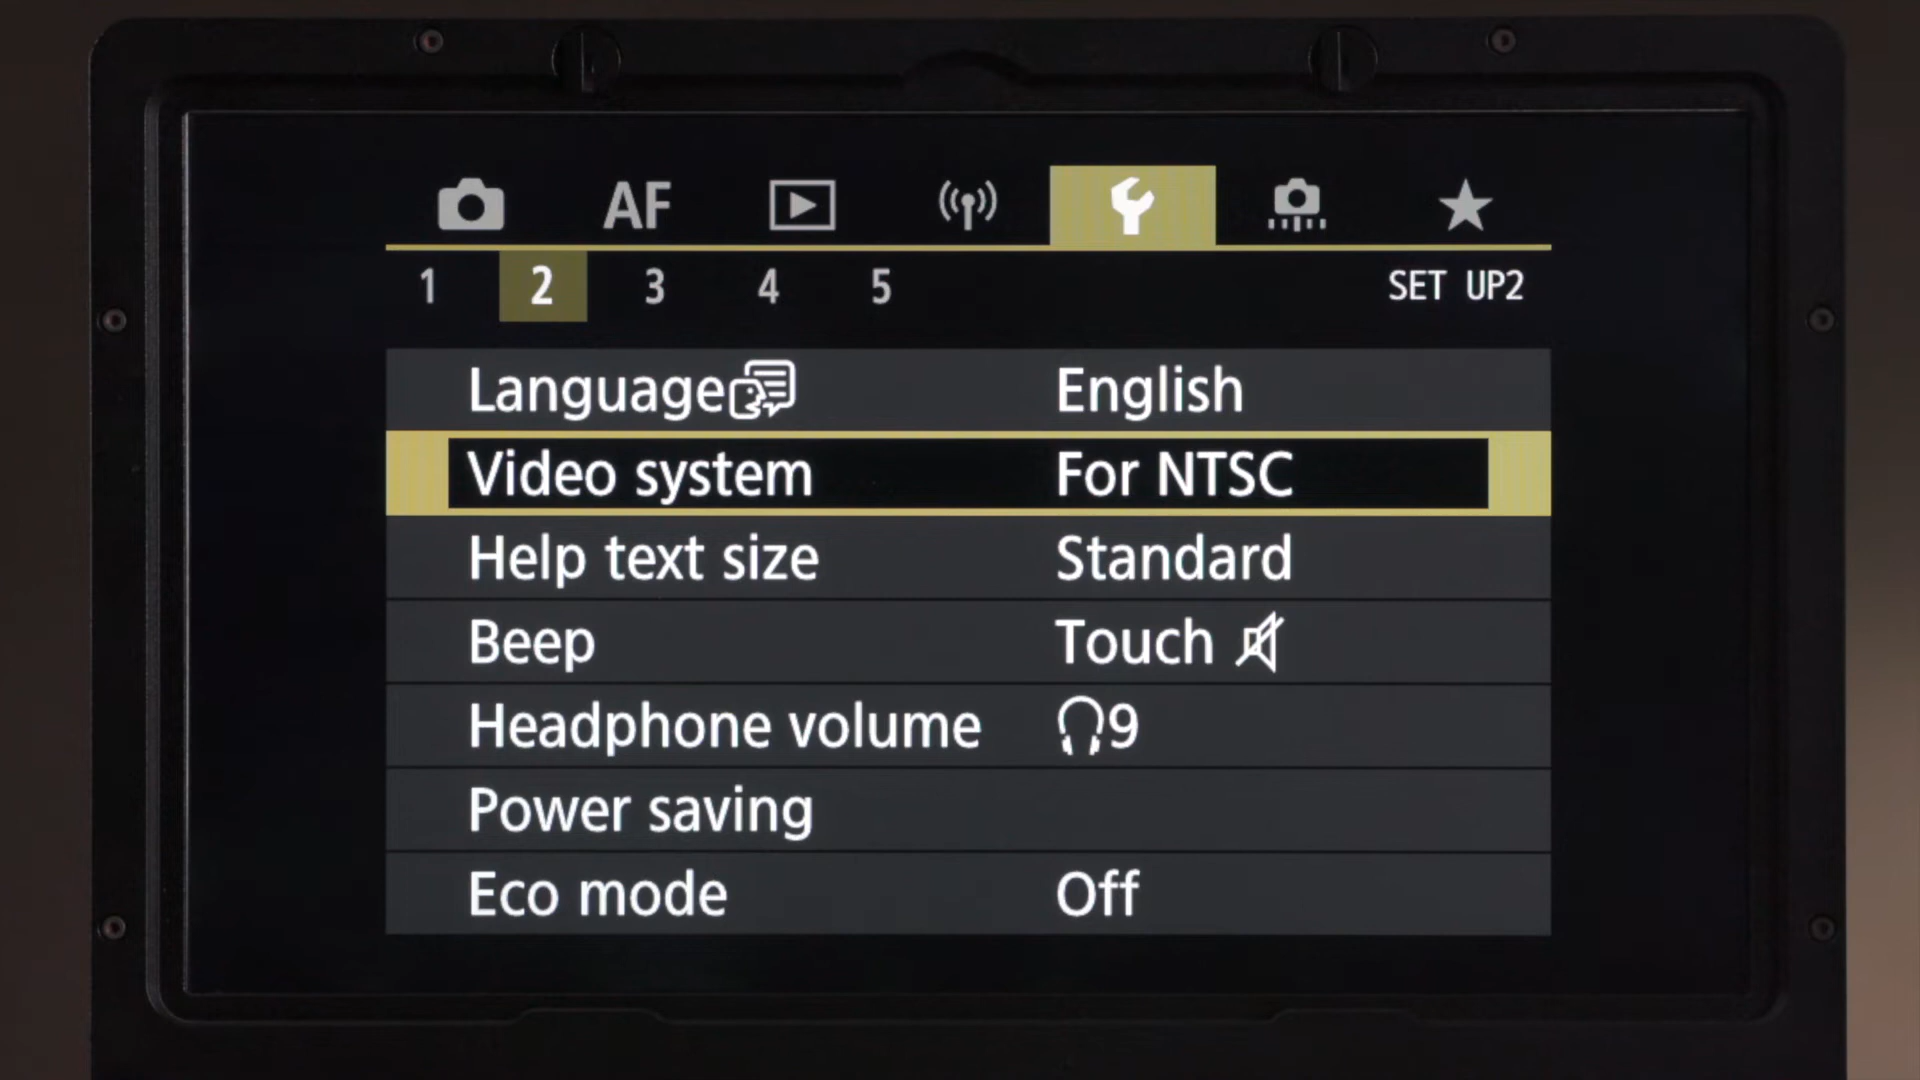 AF
1 2 3 4 5 SET UP2
Language English
Video system For NTSC
Help text size Standard
Beep Touch
Headphone volume 9
Power saving
Eco mode Off